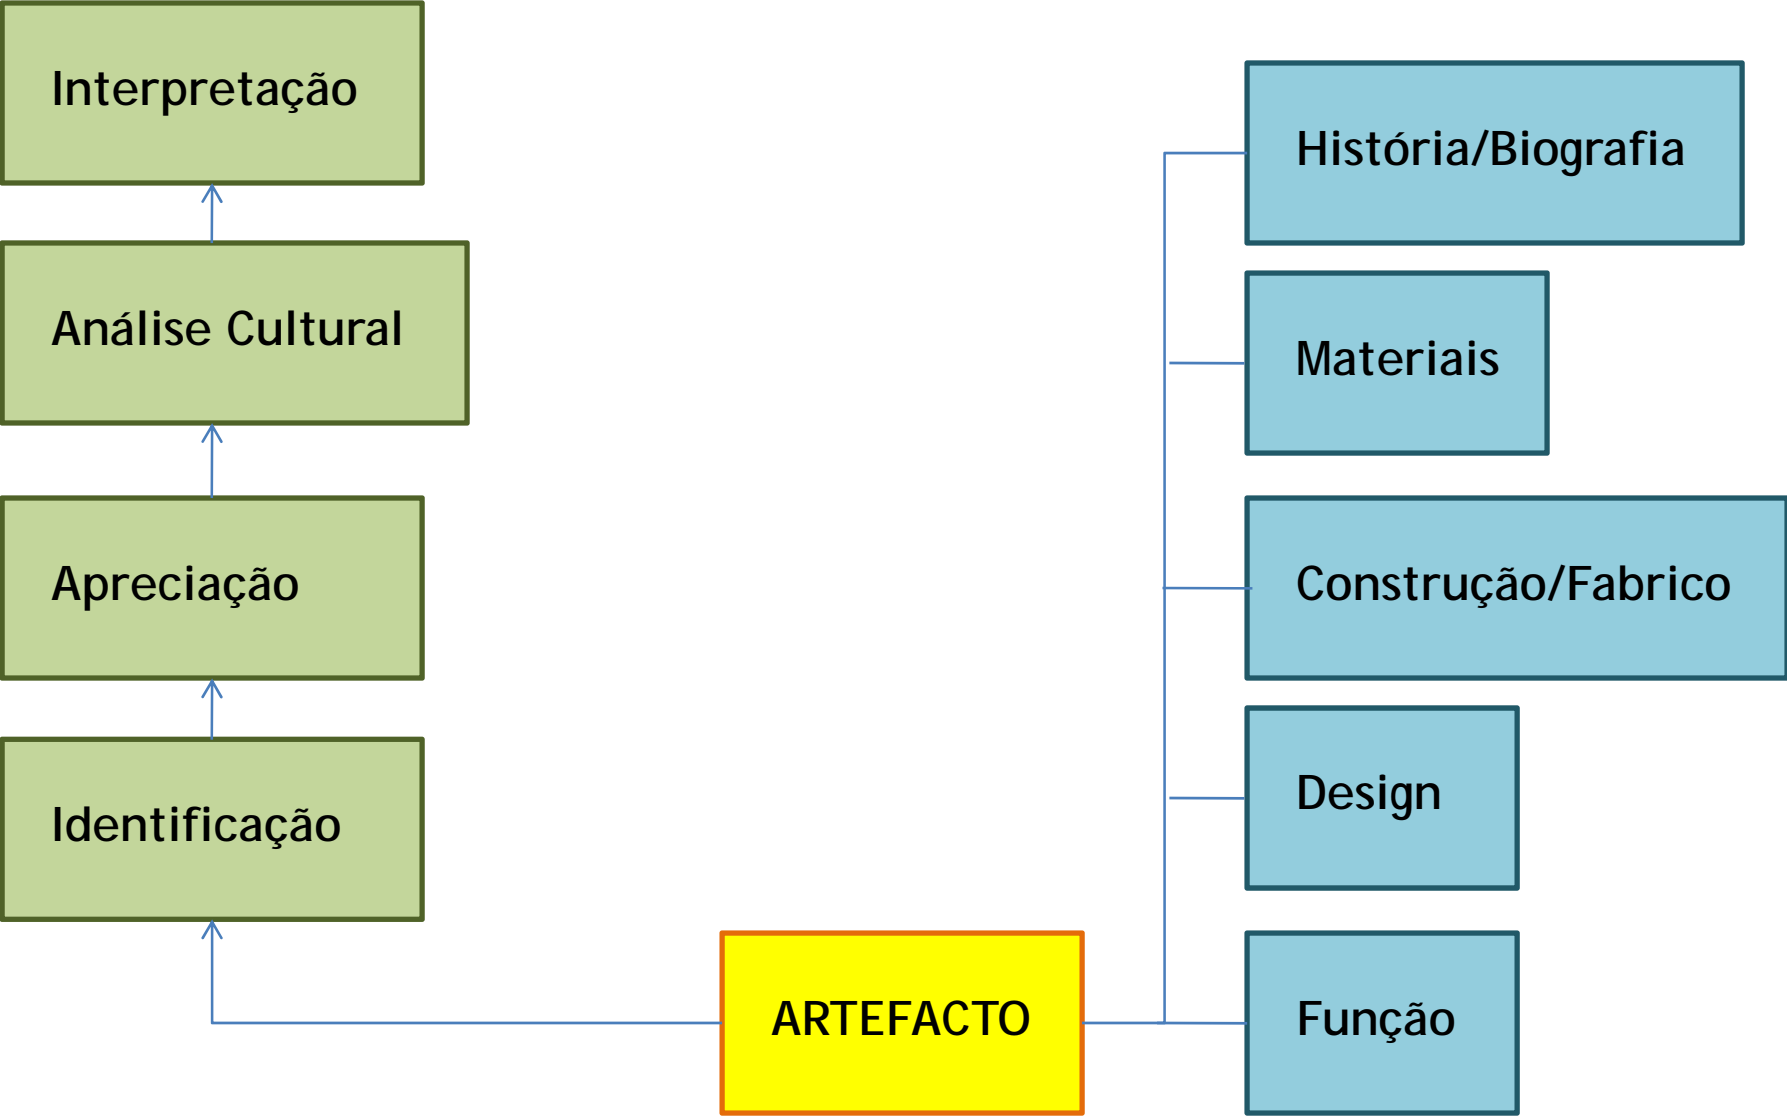 Interpretação
Análise Cultural
Apreciação
Identificação
ARTEFACTO
História/Biografia
Materiais
Construção/Fabrico
Design
Função